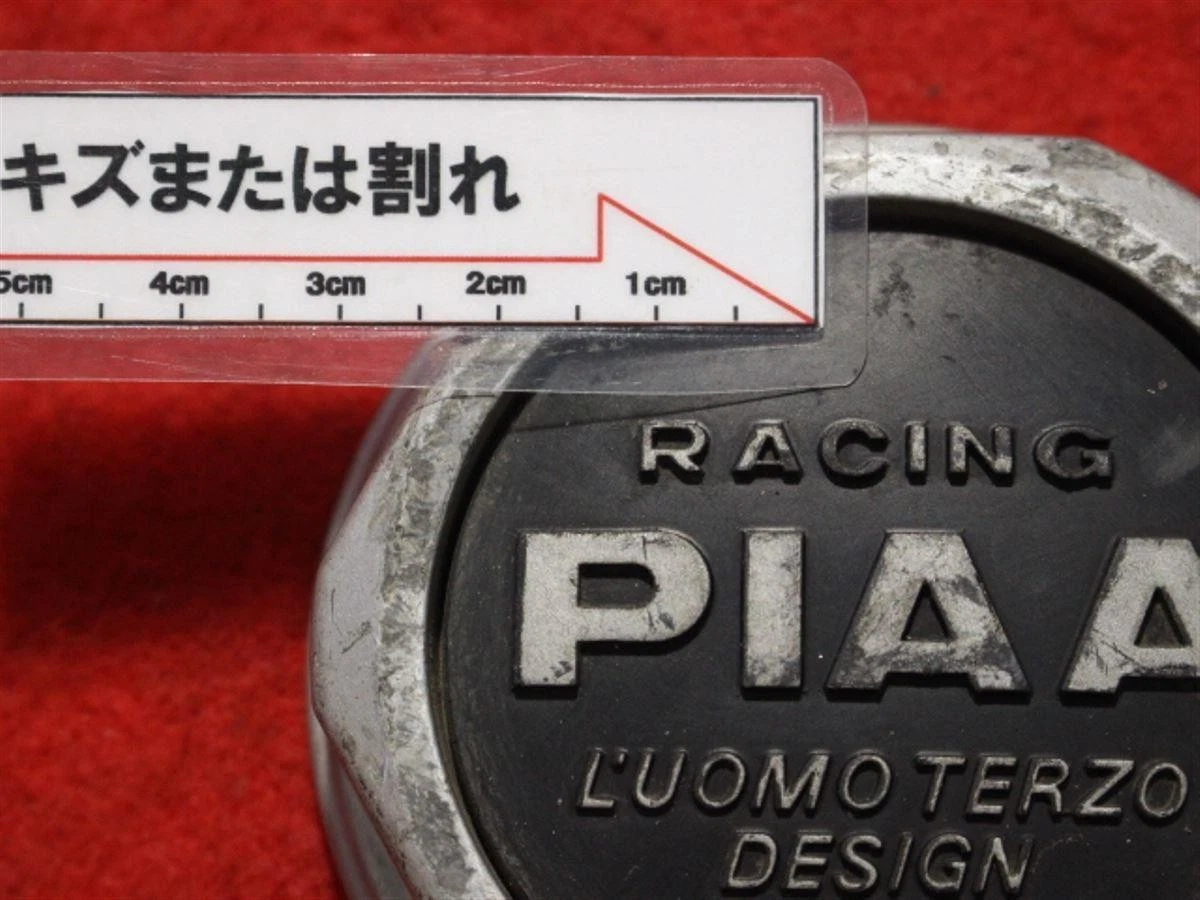 キズまたは割れ
5cm 4cm 3cm 2cm 1cm
RACING
PIAA
L'UOMO TERZO
DESIGN